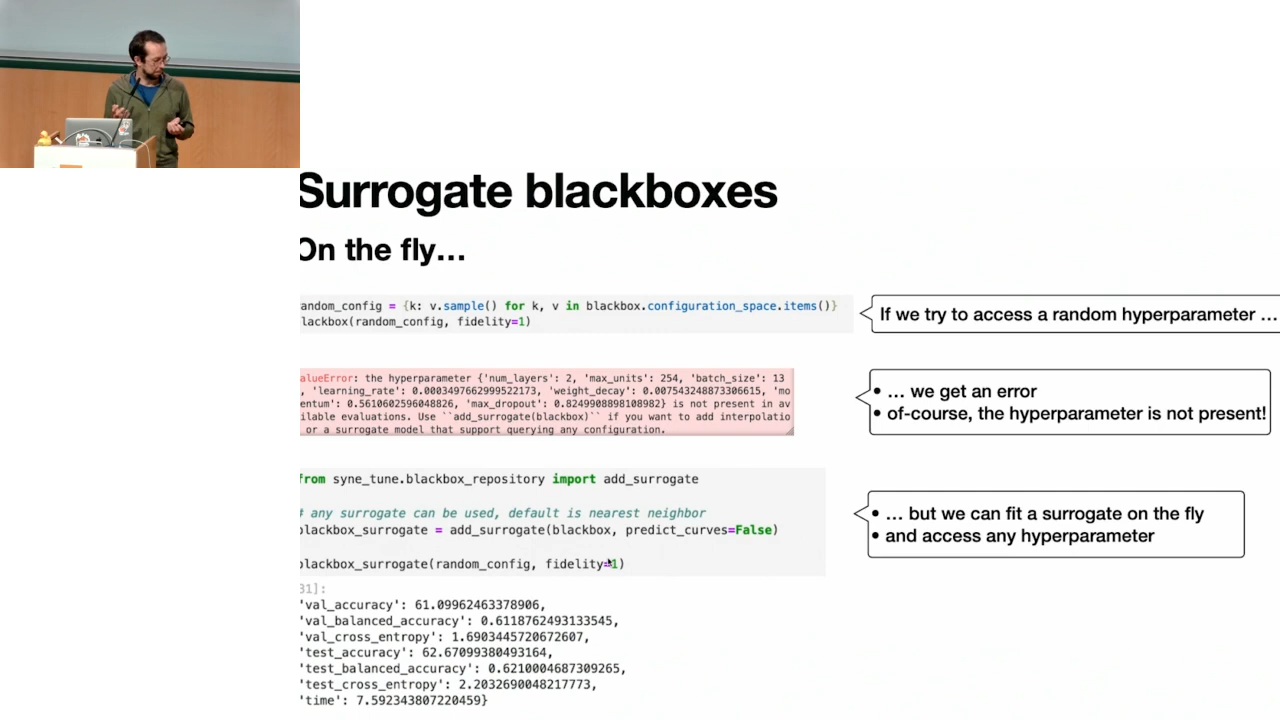 Surrogate blackboxes
On the fly...
andom_config = {k: v.sample() for k, v in blackbox.configuration_space.items()}
lackbox(random_config, fidelity=1)
If we try to access a random hyperparameter ...
alueError: the hyperparameter {'num_layers': 2, 'max_units': 254, 'batch_size': 13
, 'learning_rate': 0.0003497662999522173, 'weight_decay': 0.007543248873306615, 'mo
entum': 0.5610602596048826, 'max_dropout': 0.8249908898108982} is not present in av
ilable evaluations. Use ``add_surrogate(blackbox)`` if you want to add interpolatio
or a surrogate model that support querying any configuration.
• ... we get an error
• of-course, the hyperparameter is not present!
from syne_tune.blackbox_repository import add_surrogate
# any surrogate can be used, default is nearest neighbor
blackbox_surrogate = add_surrogate(blackbox, predict_curves=False)
blackbox_surrogate(random_config, fidelity=1)
• ... but we can fit a surrogate on the fly
• and access any hyperparameter
31]:
'val_accuracy': 61.09962463378906,
'val_balanced_accuracy': 0.6118762493133545,
'val_cross_entropy': 1.6903445720672607,
'test_accuracy': 62.67099380493164,
'test_balanced_accuracy': 0.6210004687309265,
'test_cross_entropy': 2.2032690048217773,
'time': 7.592343807220459}